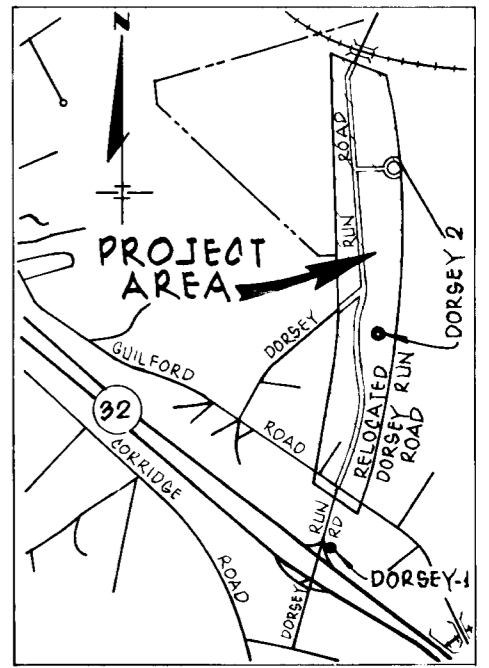 N
PROJECT
AREA
RUN ROAD
DORSEY
DORSEY 2
GUILFORD
ROAD
32
CORRIDGE
ROAD
RELOCATED
DORSEY RUN
ROAD
DORSEY RUN RD
DORSEY-1